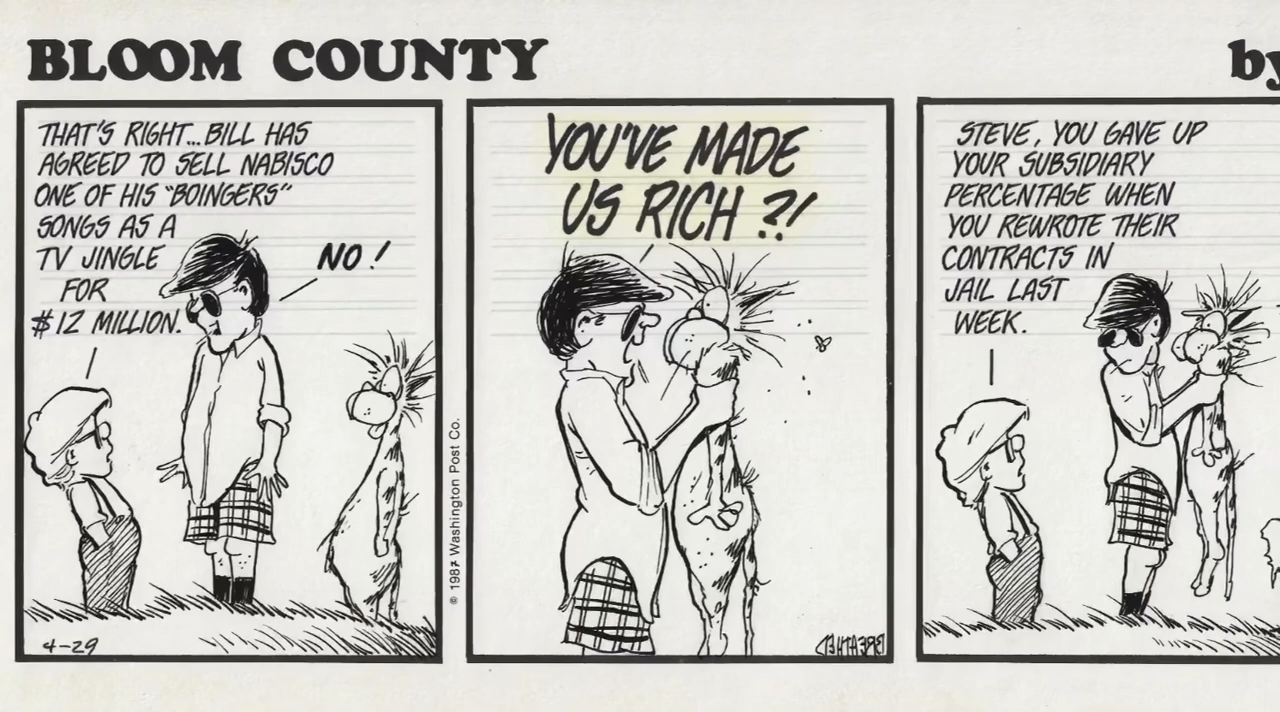 BLOOM COUNTY
by
THAT'S RIGHT... BILL HAS
AGREED TO SELL NABISCO
ONE OF HIS "BOINGERS"
SONGS AS A
TV JINGLE
FOR
$12 MILLION.
NO!
4-29
© 1987 Washington Post Co.
YOU'VE MADE
US RICH ?!
STEVE, YOU GAVE UP
YOUR SUBSIDIARY
PERCENTAGE WHEN
YOU REWROTE THEIR
CONTRACTS IN
JAIL LAST
WEEK.